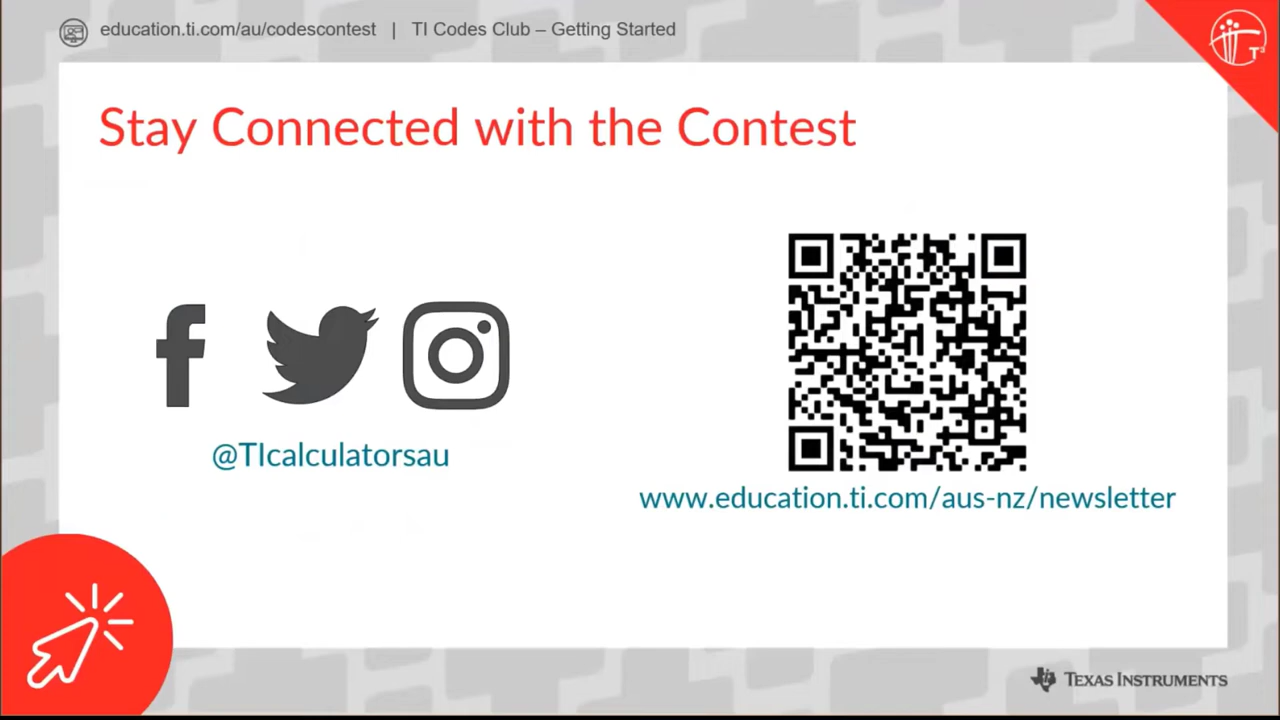 education.ti.com/au/codescontest | TI Codes Club – Getting Started
T³
Stay Connected with the Contest
@TIcalculatorsau
www.education.ti.com/aus-nz/newsletter
TEXAS INSTRUMENTS